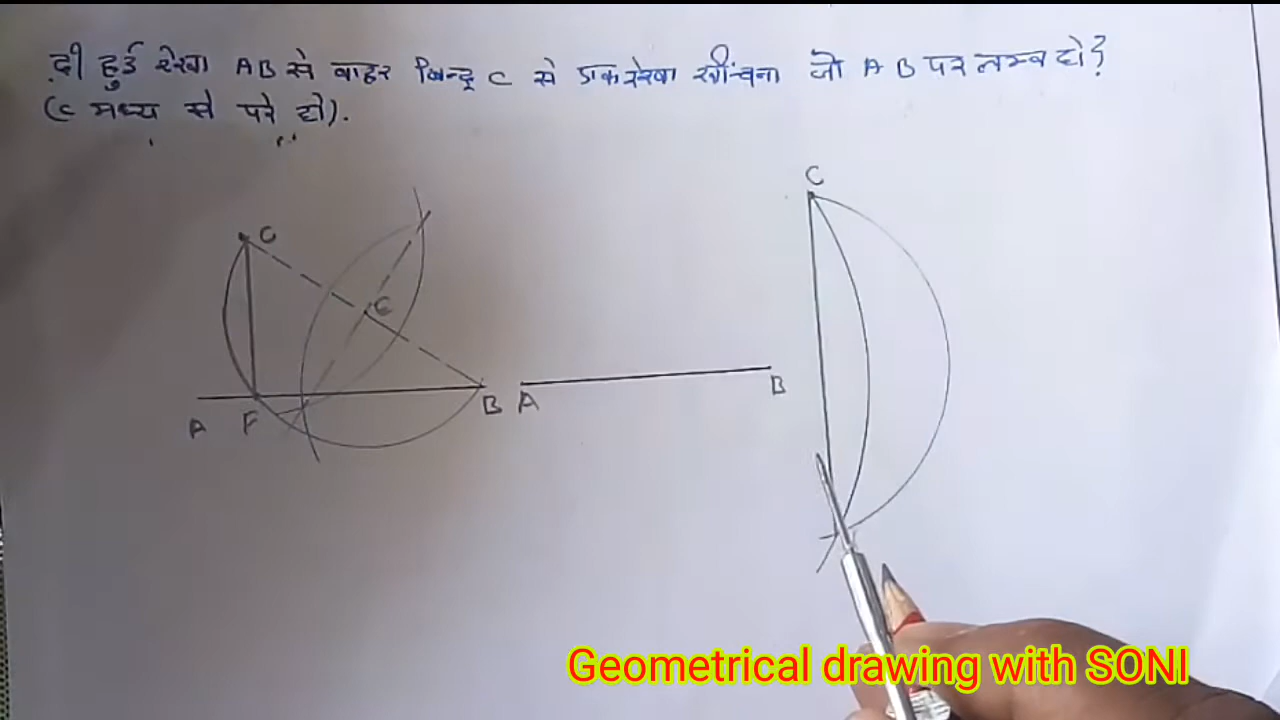 दी हुई रेखा AB से बाहर बिन्दू C से एक रेखा खींचना जो AB पर लम्ब हो?
(C मध्य से परे हो).
C
C
E
A F B A B
Geometrical drawing with SONI